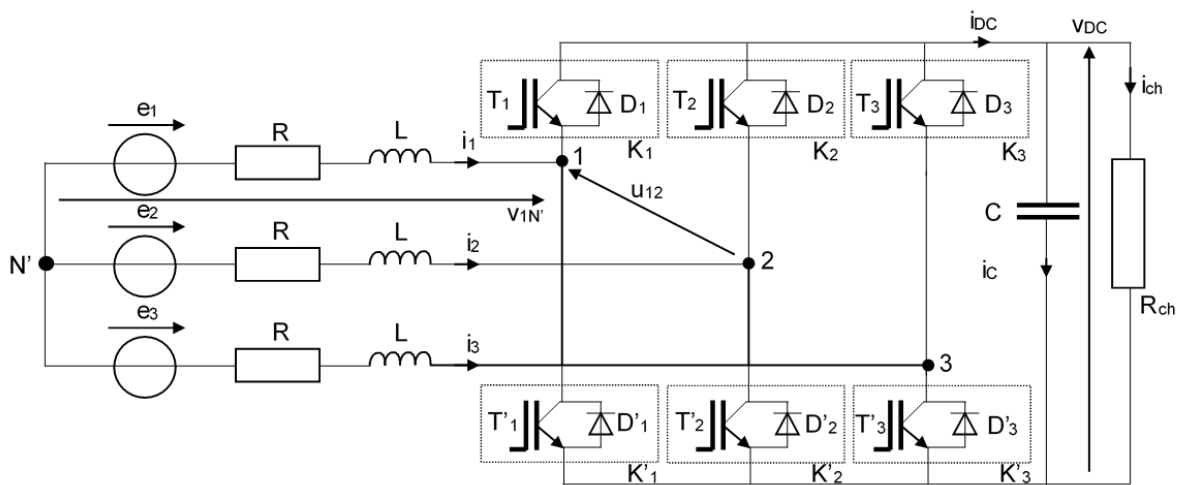 iDC
vDC
T1
D1
T2
D2
T3
D3
ich
e1
R
L
i1
K1
K2
K3
1
u12
v1N'
e2
R
L
i2
C
N'
2
iC
e3
R
L
i3
Rch
3
T'1
D'1
T'2
D'2
T'3
D'3
K'1
K'2
K'3